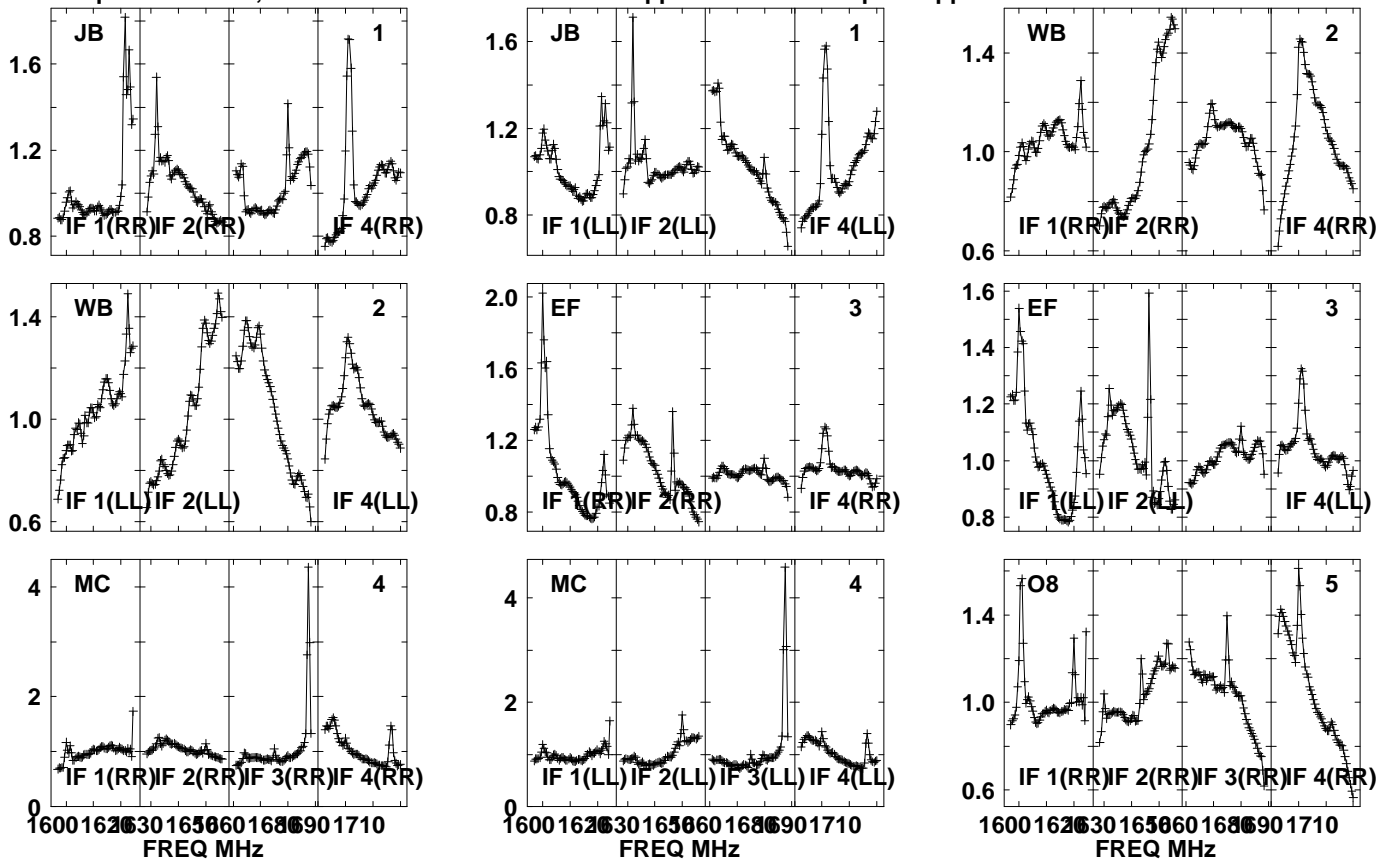 JB 1 JB 1 WB 2
1.6 1.6 1.4
1.2 1.2 1.0
0.8 0.8 0.6
IF 1(RR) IF 2(RR) IF 4(RR) IF 1(LL) IF 2(LL) IF 4(LL) IF 1(RR) IF 2(RR) IF 4(RR)
WB 2 EF 3 EF 3
1.4 2.0 1.6
1.6 1.4
1.0 1.2 1.2
1.0
0.6 0.8 0.8
IF 1(LL) IF 2(LL) IF 4(LL) IF 1(RR) IF 2(RR) IF 4(RR) IF 1(LL) IF 2(LL) IF 4(LL)
MC 4 MC 4 O8 5
4 4 1.4
2 2 1.0
0 0 0.6
IF 1(RR) IF 2(RR) IF 3(RR) IF 4(RR) IF 1(LL) IF 2(LL) IF 3(LL) IF 4(LL) IF 1(RR) IF 2(RR) IF 3(RR) IF 4(RR)
1600 1710 1600 1710 1600 1710
FREQ MHz FREQ MHz FREQ MHz